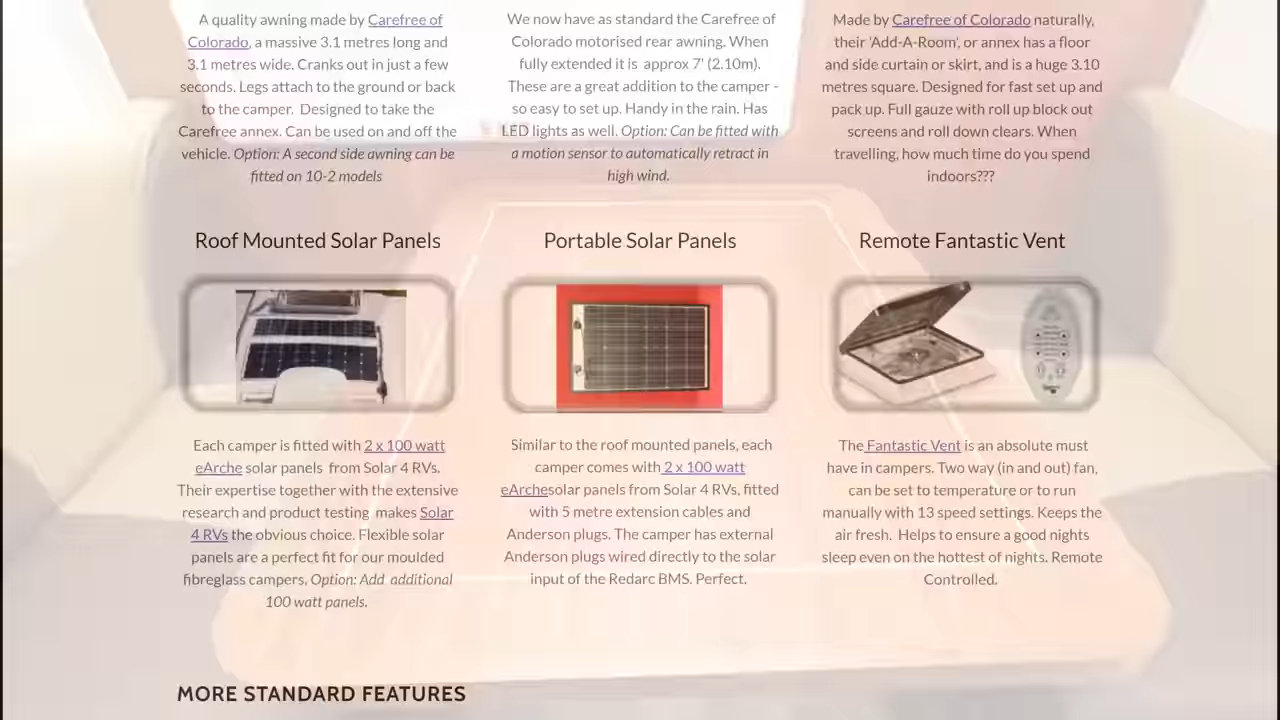 A quality awning made by Carefree of
Colorado, a massive 3.1 metres long and
3.1 metres wide. Cranks out in just a few
seconds. Legs attach to the ground or back
to the camper. Designed to take the
Carefree annex. Can be used on and off the
vehicle. Option: A second side awning can be
fitted on 10-2 models
We now have as standard the Carefree of
Colorado motorised rear awning. When
fully extended it is approx 7' (2.10m).
These are a great addition to the camper -
so easy to set up. Handy in the rain. Has
LED lights as well. Option: Can be fitted with
a motion sensor to automatically retract in
high wind.
Made by Carefree of Colorado naturally,
their 'Add-A-Room', or annex has a floor
and side curtain or skirt, and is a huge 3.10
metres square. Designed for fast set up and
pack up. Full gauze with roll up block out
screens and roll down clears. When
travelling, how much time do you spend
indoors???
Roof Mounted Solar Panels
Each camper is fitted with 2 x 100 watt
eArche solar panels from Solar 4 RVs.
Their expertise together with the extensive
research and product testing makes Solar
4 RVs the obvious choice. Flexible solar
panels are a perfect fit for our moulded
fibreglass campers. Option: Add additional
100 watt panels.
Portable Solar Panels
Similar to the roof mounted panels, each
camper comes with 2 x 100 watt
eArchesolar panels from Solar 4 RVs, fitted
with 5 metre extension cables and
Anderson plugs. The camper has external
Anderson plugs wired directly to the solar
input of the Redarc BMS. Perfect.
Remote Fantastic Vent
The Fantastic Vent is an absolute must
have in campers. Two way (in and out) fan,
can be set to temperature or to run
manually with 13 speed settings. Keeps the
air fresh. Helps to ensure a good nights
sleep even on the hottest of nights. Remote
Controlled.
MORE STANDARD FEATURES